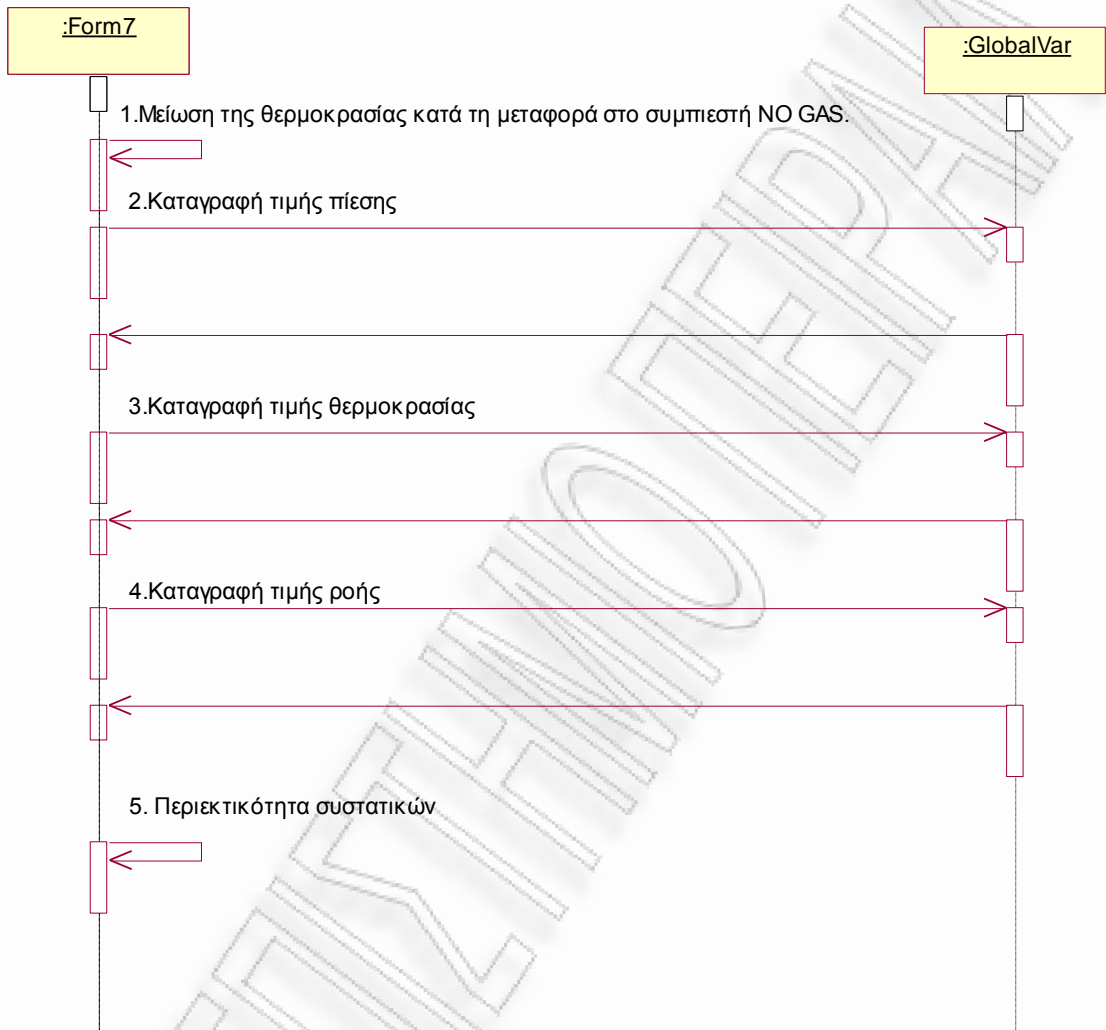 :Form7
:GlobalVar
1.Μείωση της θερμοκρασίας κατά τη μεταφορά στο συμπιεστή NO GAS.
2.Καταγραφή τιμής πίεσης
3.Καταγραφή τιμής θερμοκρασίας
4.Καταγραφή τιμής ροής
5. Περιεκτικότητα συστατικών